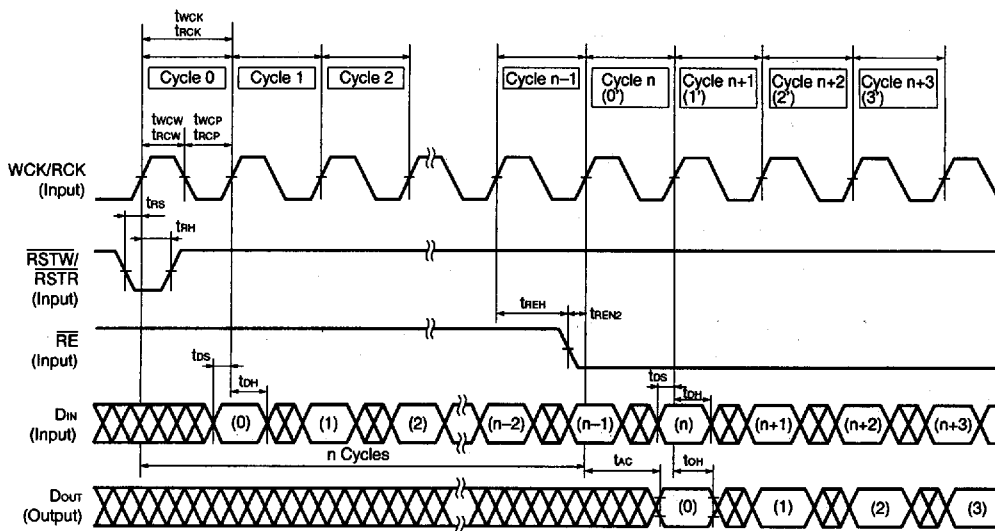 tWCK
tRCK
Cycle 0
Cycle 1
Cycle 2
Cycle n–1
Cycle n
(0')
Cycle n+1
(1')
Cycle n+2
(2')
Cycle n+3
(3')
tWCW
tRCW
tWCP
tRCP
WCK/RCK
(Input)
tRS
tRH
RSTW/
RSTR
(Input)
tREH
tREN2
RE
(Input)
tDS
tDH
tDS
tDH
DIN
(Input)
(0)
(1)
(2)
(n–2)
(n–1)
(n)
(n+1)
(n+2)
(n+3)
n Cycles
tAC
tOH
DOUT
(Output)
(0)
(1)
(2)
(3)